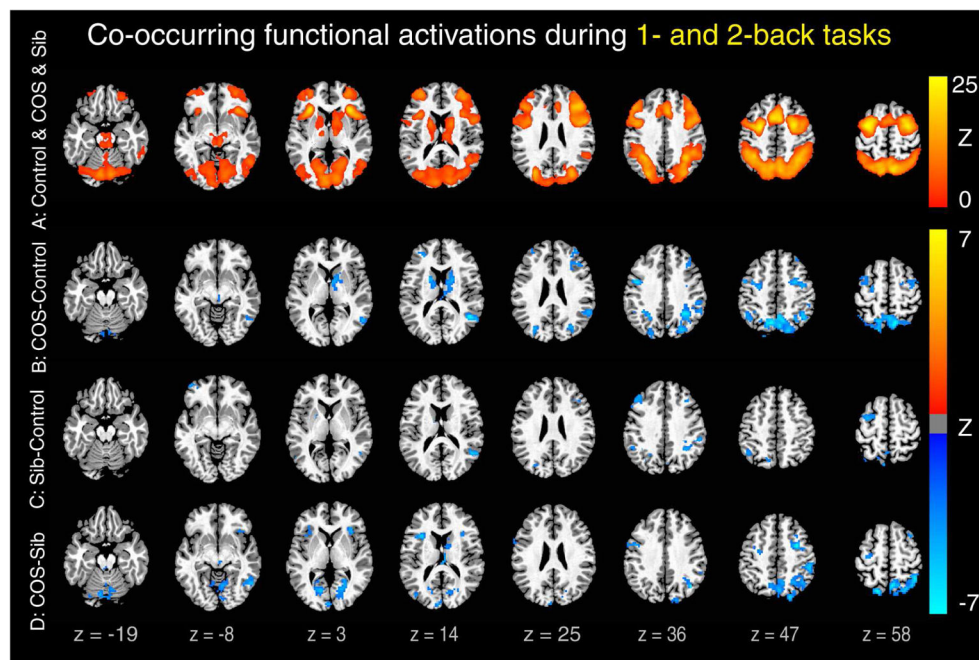 Co-occurring functional activations during 1- and 2-back tasks
A: Control & COS & Sib
25
Z
0
B: COS-Control
7
C: Sib-Control
Z
D: COS-Sib
-7
z = -19 z = -8 z = 3 z = 14 z = 25 z = 36 z = 47 z = 58